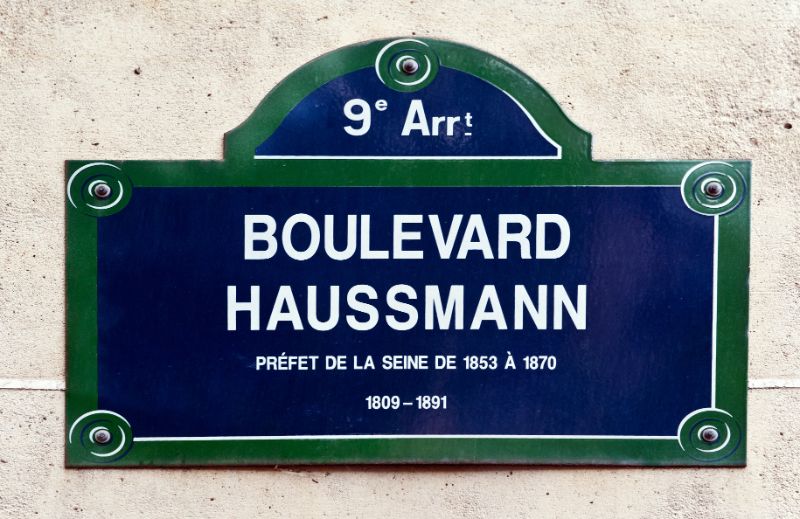 9e Arrt
BOULEVARD
HAUSSMANN
PRÉFET DE LA SEINE DE 1853 À 1870
1809 – 1891